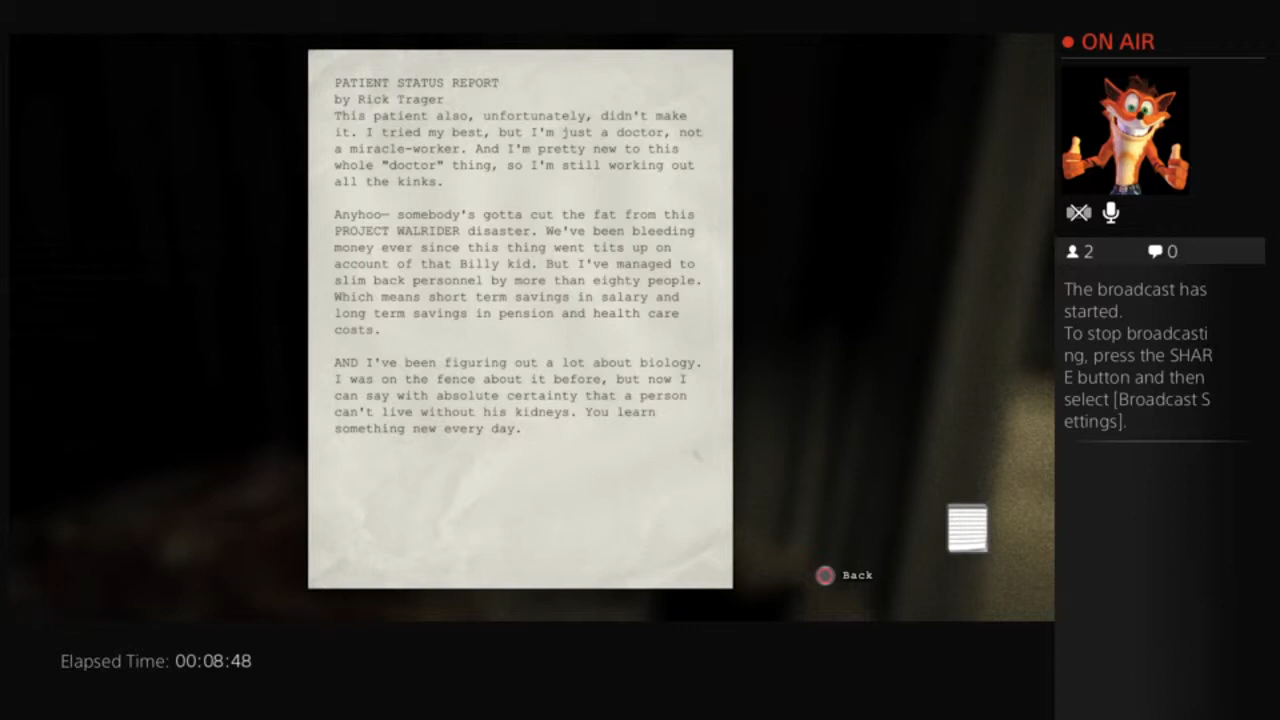 PATIENT STATUS REPORT
by Rick Trager
This patient also, unfortunately, didn't make
it. I tried my best, but I'm just a doctor, not
a miracle-worker. And I'm pretty new to this
whole "doctor" thing, so I'm still working out
all the kinks.
Anyhoo— somebody's gotta cut the fat from this
PROJECT WALRIDER disaster. We've been bleeding
money ever since this thing went tits up on
account of that Billy kid. But I've managed to
slim back personnel by more than eighty people.
Which means short term savings in salary and
long term savings in pension and health care
costs.
AND I've been figuring out a lot about biology.
I was on the fence about it before, but now I
can say with absolute certainty that a person
can't live without his kidneys. You learn
something new every day.
Back
Elapsed Time: 00:08:48
ON AIR
2
0
The broadcast has
started.
To stop broadcasti
ng, press the SHAR
E button and then
select [Broadcast S
ettings].